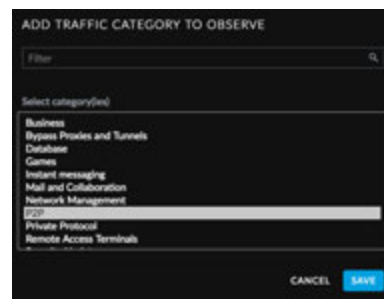 ADD TRAFFIC CATEGORY TO OBSERVE
Filter
Select category(ies)
Business
Bypass Proxies and Tunnels
Database
Games
Instant messaging
Mail and Collaboration
Network Management
P2P
Private Protocol
Remote Access Terminals
CANCEL SAVE